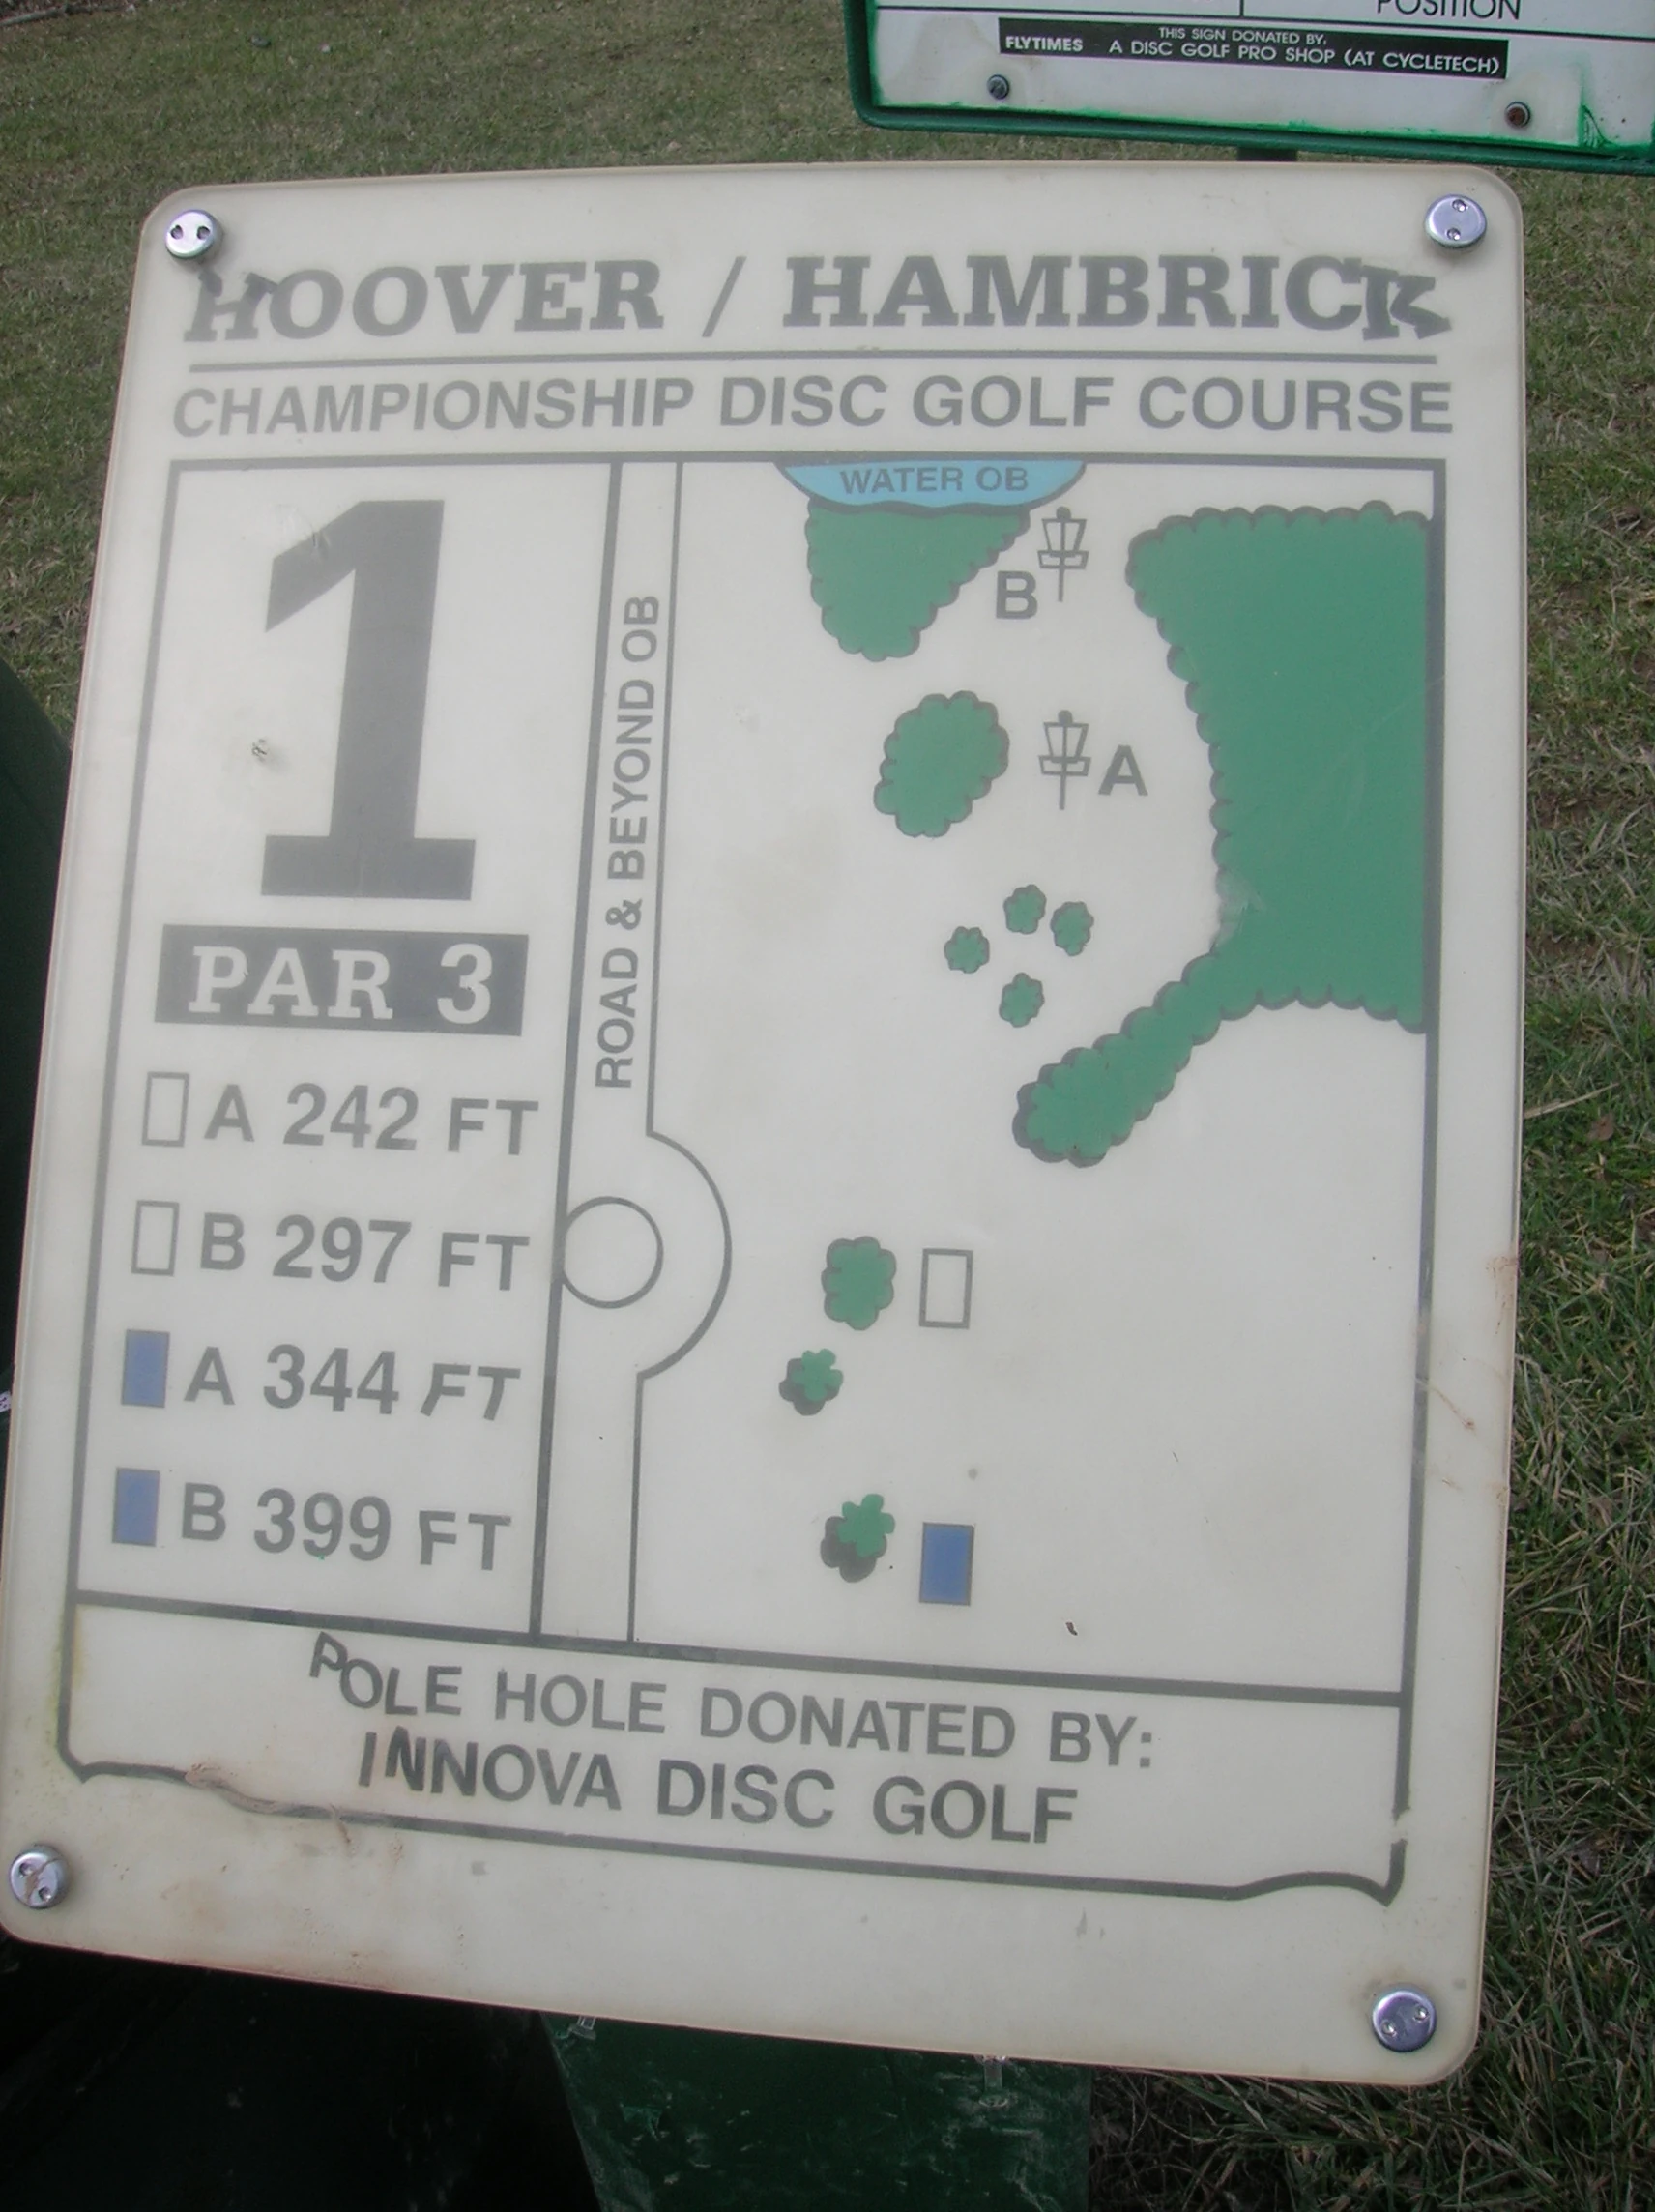 POSITION
THIS SIGN DONATED BY,
FLYTIMES A DISC GOLF PRO SHOP (AT CYCLETECH)
HOOVER / HAMBRICK
CHAMPIONSHIP DISC GOLF COURSE
1
PAR 3
A 242 FT
B 297 FT
A 344 FT
B 399 FT
ROAD & BEYOND OB
WATER OB
B
A
POLE HOLE DONATED BY:
INNOVA DISC GOLF